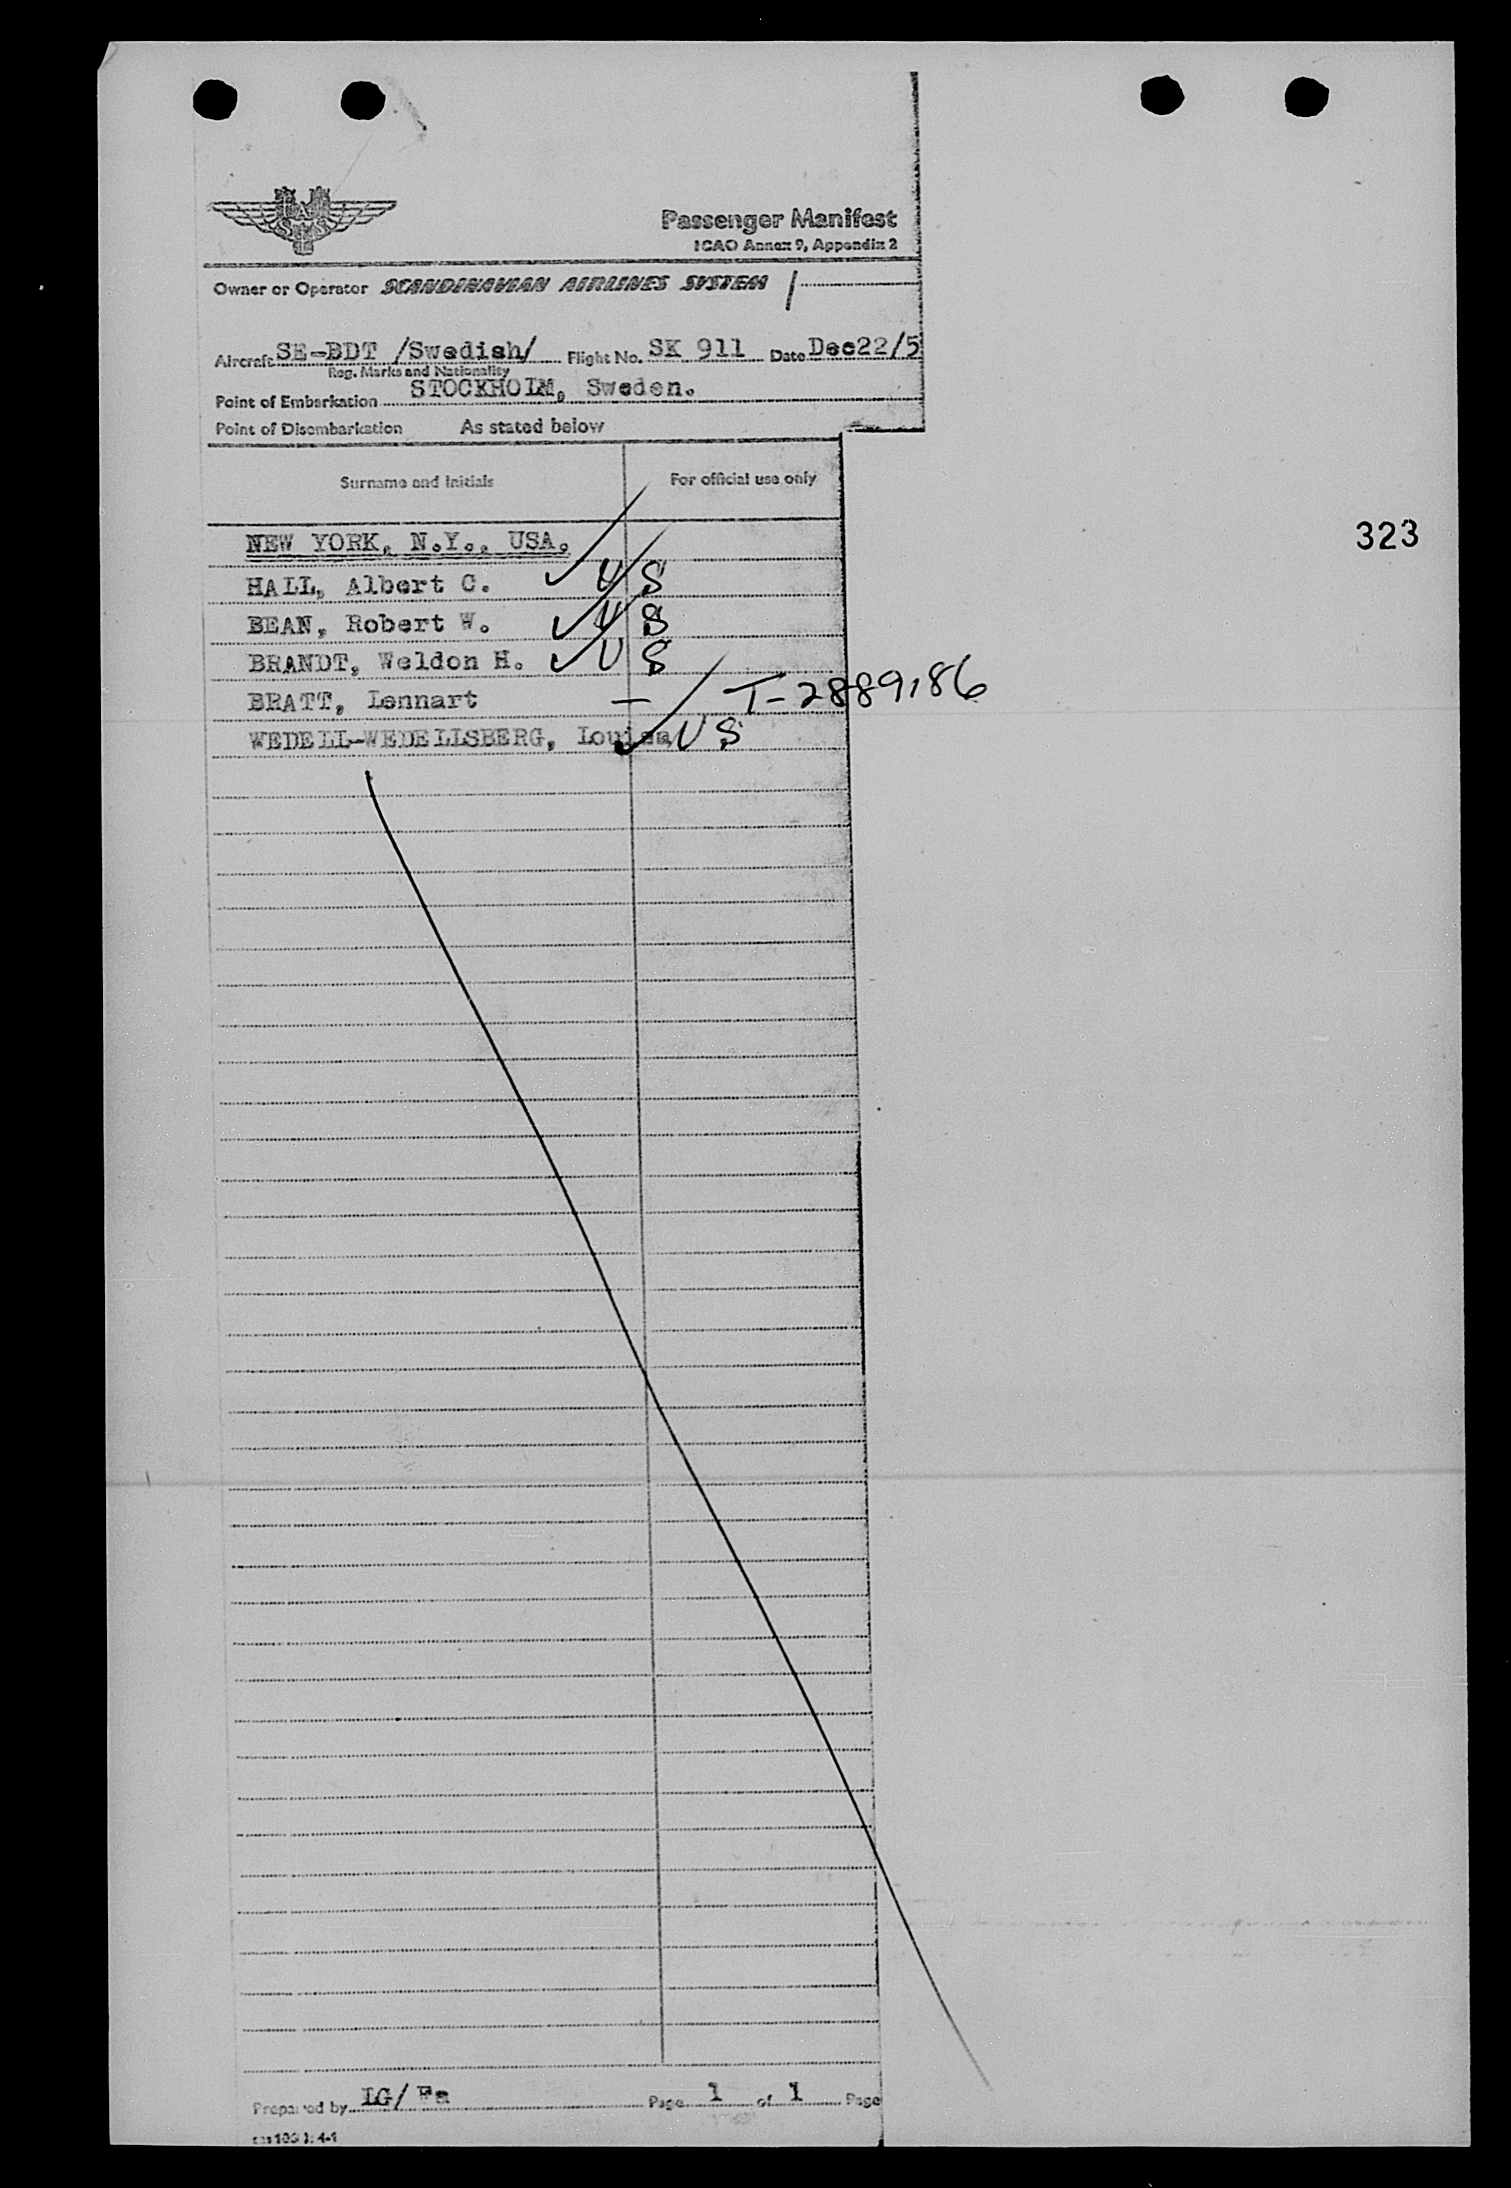 SAS
Passenger Manifest
ICAO Annex 9, Appendix 2
Owner or Operator SCANDINAVIAN AIRLINES SYSTEM /
Aircraft SE-BDT /Swedish/ Flight No. SK 911 Date Dec22/5
Reg. Marks and Nationality
Point of Embarkation STOCKHOLM, Sweden.
Point of Disembarkation As stated below
Surname and Initials For official use only
323
NEW YORK, N.Y., USA.
HALL, Albert C. ✓ US
BEAN, Robert W. ✓ US
BRANDT, Weldon H. ✓ US
BRATT, Lennart — T-2889186
WEDELL-WEDELLSBERG, Louisa ✓ US
Prepared by LG/Fa Page 1 of 1 Page